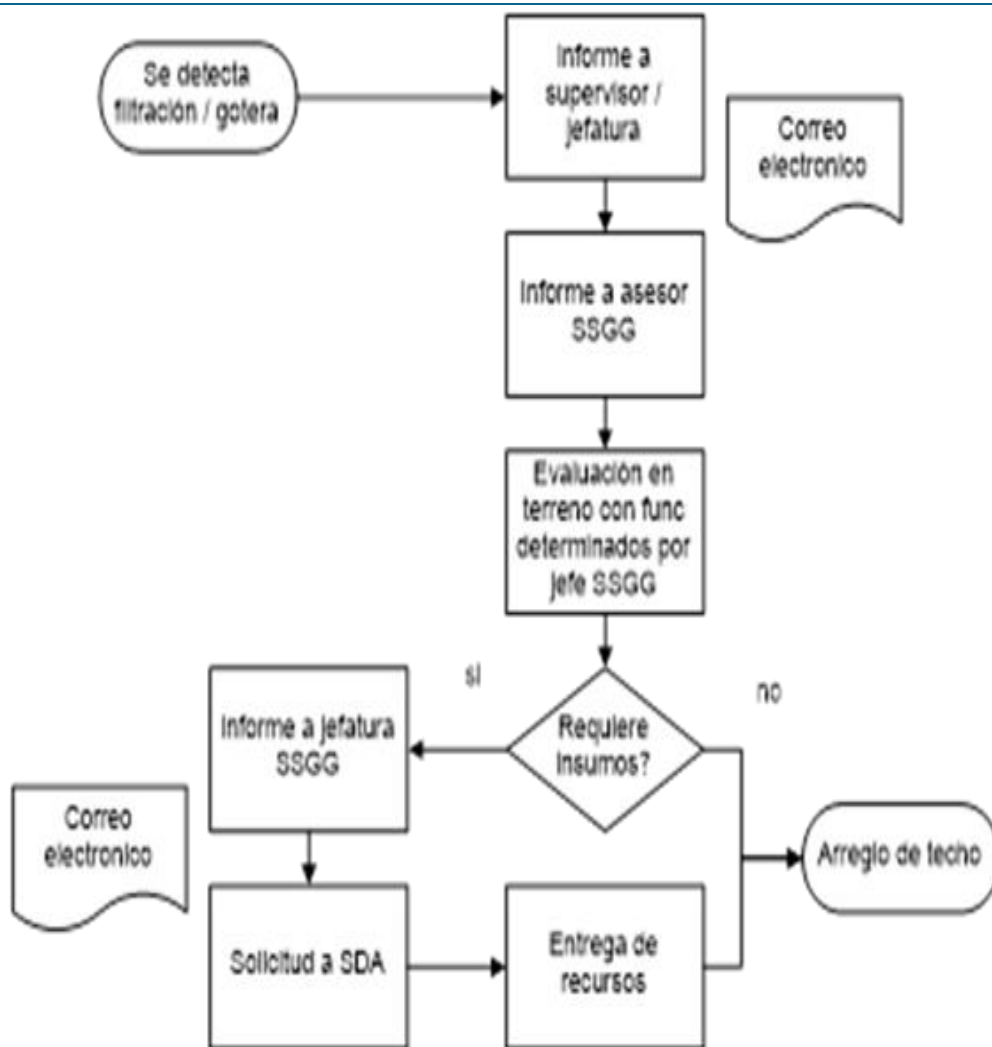 Se detecta
filtración / gotera
Informe a
supervisor /
jefatura
Correo
electronico
Informe a asesor
SSGG
Evaluación en
terreno con func
determinados por
jefe SSGG
si
no
Requiere
insumos?
Informe a jefatura
SSGG
Correo
electronico
Arreglo de techo
Solicitud a SDA
Entrega de
recursos